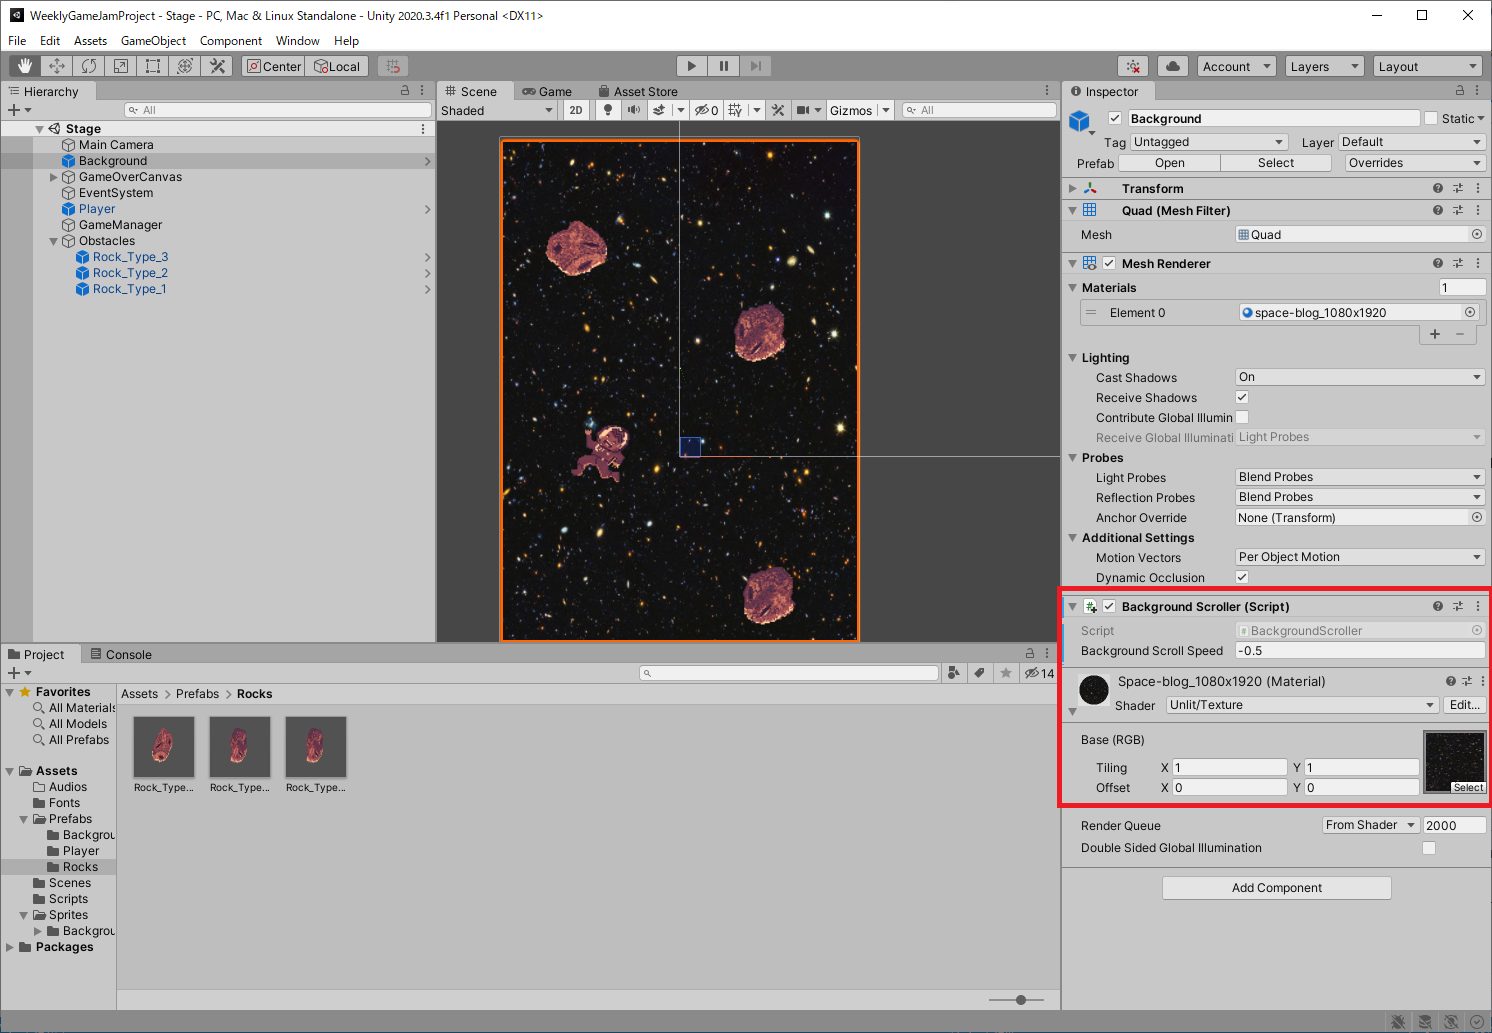 WeeklyGameJamProject - Stage - PC, Mac & Linux Standalone - Unity 2020.3.4f1 Personal <DX11>
File Edit Assets GameObject Component Window Help
Center Local Account Layers Layout
Hierarchy
All
Stage
Main Camera
Background
GameOverCanvas
EventSystem
Player
GameManager
Obstacles
Rock_Type_3
Rock_Type_2
Rock_Type_1
Scene Game Asset Store
Shaded 2D 0 Gizmos All
Inspector
Background Static
Tag Untagged Layer Default
Prefab Open Select Overrides
Transform
Quad (Mesh Filter)
Mesh Quad
Mesh Renderer
Materials 1
Element 0 space-blog_1080x1920
Lighting
Cast Shadows On
Receive Shadows
Contribute Global Illumin
Receive Global Illuminati Light Probes
Probes
Light Probes Blend Probes
Reflection Probes Blend Probes
Anchor Override None (Transform)
Additional Settings
Motion Vectors Per Object Motion
Dynamic Occlusion
Background Scroller (Script)
Script BackgroundScroller
Background Scroll Speed -0.5
Space-blog_1080x1920 (Material)
Shader Unlit/Texture Edit...
Base (RGB)
Tiling X 1 Y 1
Offset X 0 Y 0
Select
Render Queue From Shader 2000
Double Sided Global Illumination
Add Component
Project Console
14
Favorites
All Materials
All Models
All Prefabs
Assets
Audios
Fonts
Prefabs
Backgrou
Player
Rocks
Scenes
Scripts
Sprites
Backgrou
Packages
Assets > Prefabs > Rocks
Rock_Type... Rock_Type... Rock_Type...